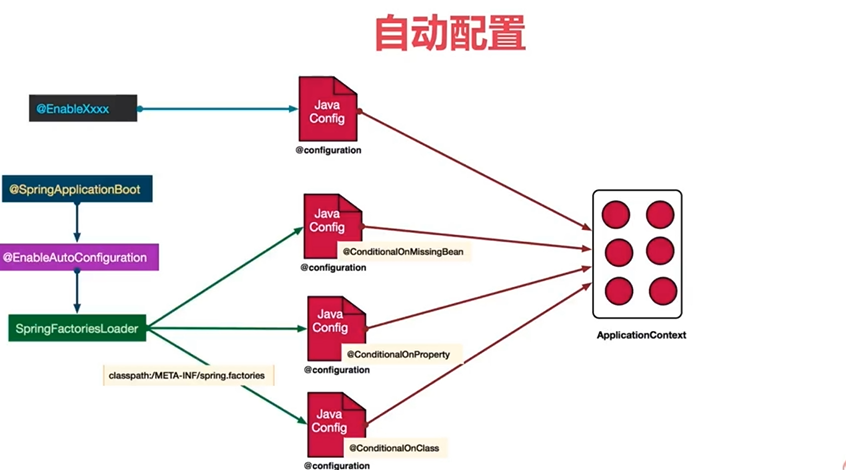 自动配置
@EnableXxxx
Java
Config
@configuration
@SpringApplicationBoot
@EnableAutoConfiguration
SpringFactoriesLoader
classpath:/META-INF/spring.factories
Java
Config
@ConditionalOnMissingBean
@configuration
Java
Config
@ConditionalOnProperty
@configuration
Java
Config
@ConditionalOnClass
@configuration
ApplicationContext